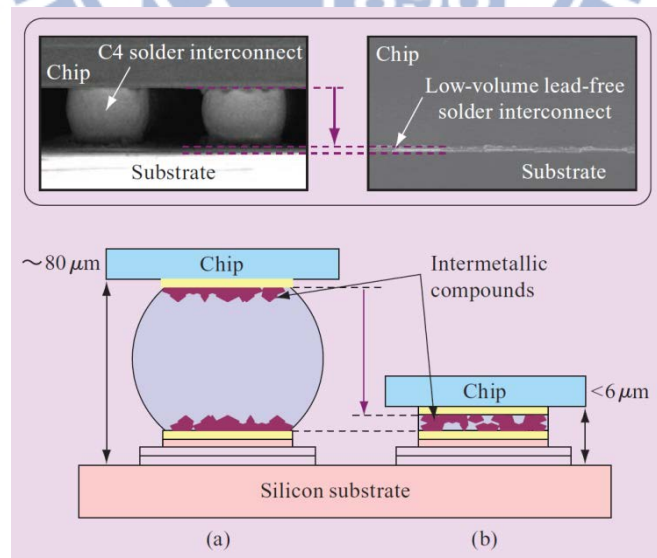 C4 solder interconnect
Chip
Substrate
Chip
Low-volume lead-free
solder interconnect
Substrate
~80 μm
Chip
Intermetallic
compounds
Chip
<6 μm
Silicon substrate
(a)
(b)